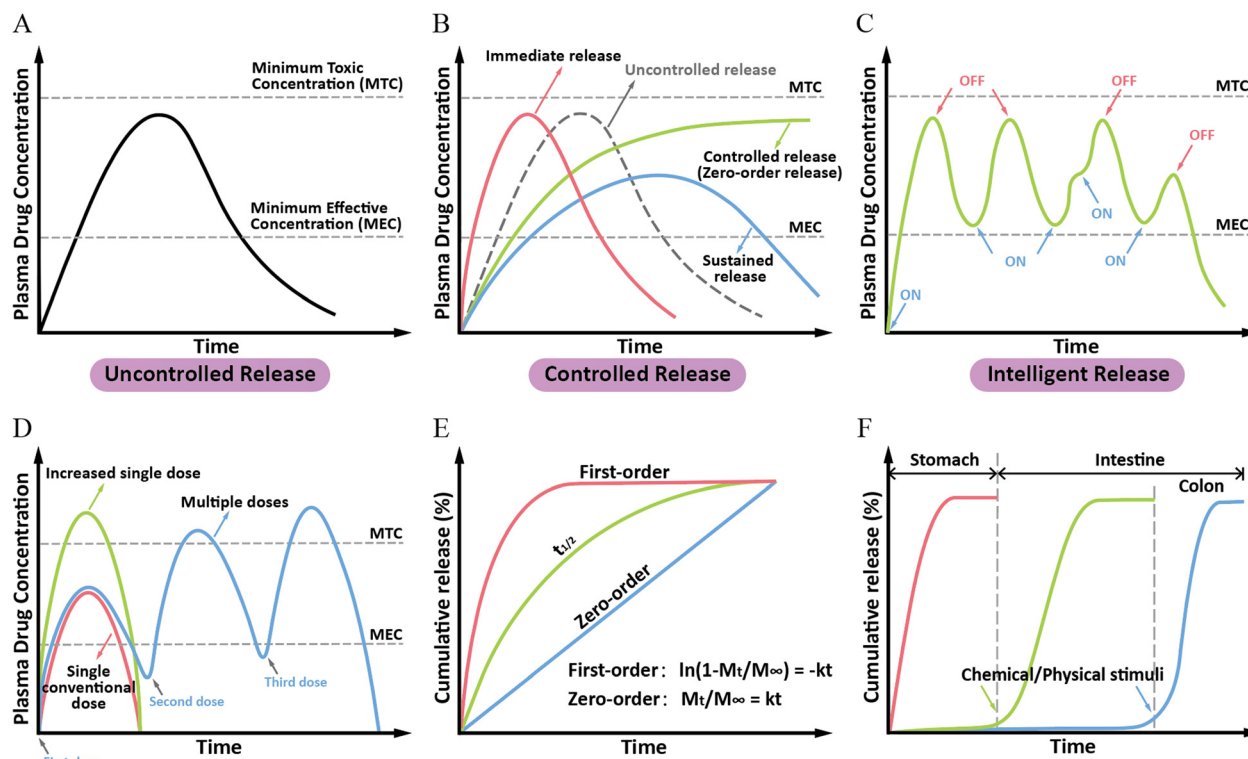 A
Plasma Drug Concentration
Minimum Toxic
Concentration (MTC)
Minimum Effective
Concentration (MEC)
Time
Uncontrolled Release
B
Plasma Drug Concentration
Immediate release
Uncontrolled release
MTC
Controlled release
(Zero-order release)
MEC
Sustained
release
Time
Controlled Release
C
Plasma Drug Concentration
MTC
OFF
OFF
OFF
ON
MEC
ON
ON
ON
Time
Intelligent Release
D
Plasma Drug Concentration
Increased single dose
Multiple doses
MTC
MEC
Single
conventional
dose
Second dose
Third dose
Time
E
Cumulative release (%)
First-order
t1/2
Zero-order
First-order: ln(1-Mt/M∞) = -kt
Zero-order: Mt/M∞ = kt
Time
F
Cumulative release (%)
Stomach
Intestine
Colon
Chemical/Physical stimuli
Time